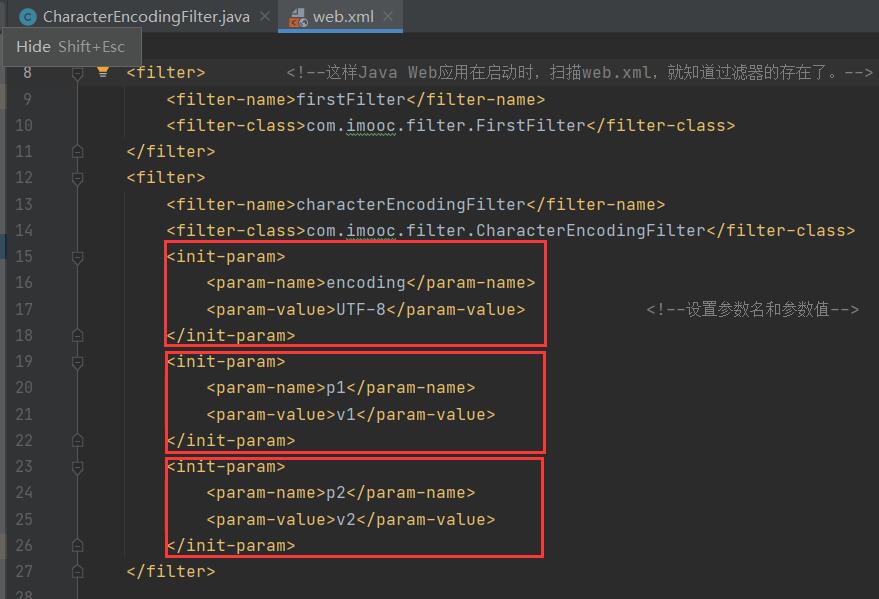 CharacterEncodingFilter.java
web.xml
Hide Shift+Esc
8 <filter> <!--这样Java Web应用在启动时，扫描web.xml，就知道过滤器的存在了。-->
9 <filter-name>firstFilter</filter-name>
10 <filter-class>com.imooc.filter.FirstFilter</filter-class>
11 </filter>
12 <filter>
13 <filter-name>characterEncodingFilter</filter-name>
14 <filter-class>com.imooc.filter.CharacterEncodingFilter</filter-class>
15 <init-param>
16 <param-name>encoding</param-name>
17 <param-value>UTF-8</param-value> <!--设置参数名和参数值-->
18 </init-param>
19 <init-param>
20 <param-name>p1</param-name>
21 <param-value>v1</param-value>
22 </init-param>
23 <init-param>
24 <param-name>p2</param-name>
25 <param-value>v2</param-value>
26 </init-param>
27 </filter>
28